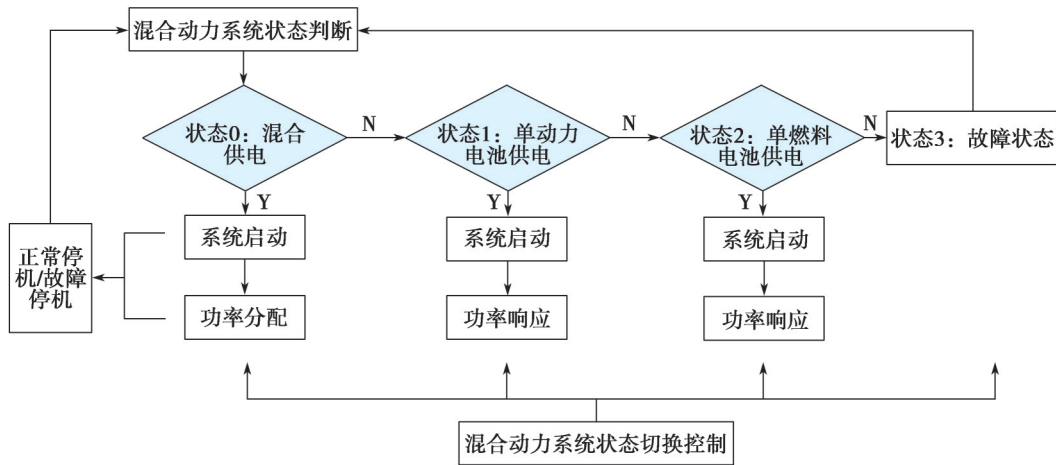 混合动力系统状态判断
状态0：混合
供电
N
状态1：单动力
电池供电
N
状态2：单燃料
电池供电
N
状态3：故障状态
Y
Y
Y
正常停
机/故障
停机
系统启动
系统启动
系统启动
功率分配
功率响应
功率响应
混合动力系统状态切换控制